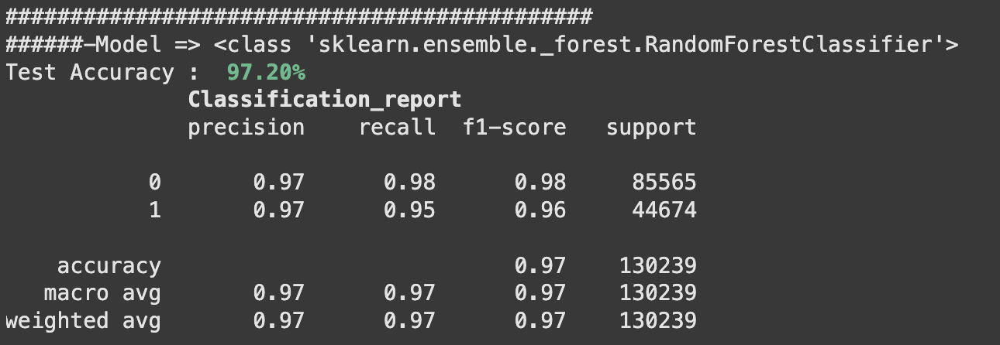 #############################################
######-Model => <class 'sklearn.ensemble._forest.RandomForestClassifier'>
Test Accuracy :  97.20%
Classification_report
precision    recall  f1-score   support
0       0.97      0.98      0.98     85565
1       0.97      0.95      0.96     44674
accuracy                           0.97    130239
macro avg       0.97      0.97      0.97    130239
weighted avg       0.97      0.97      0.97    130239